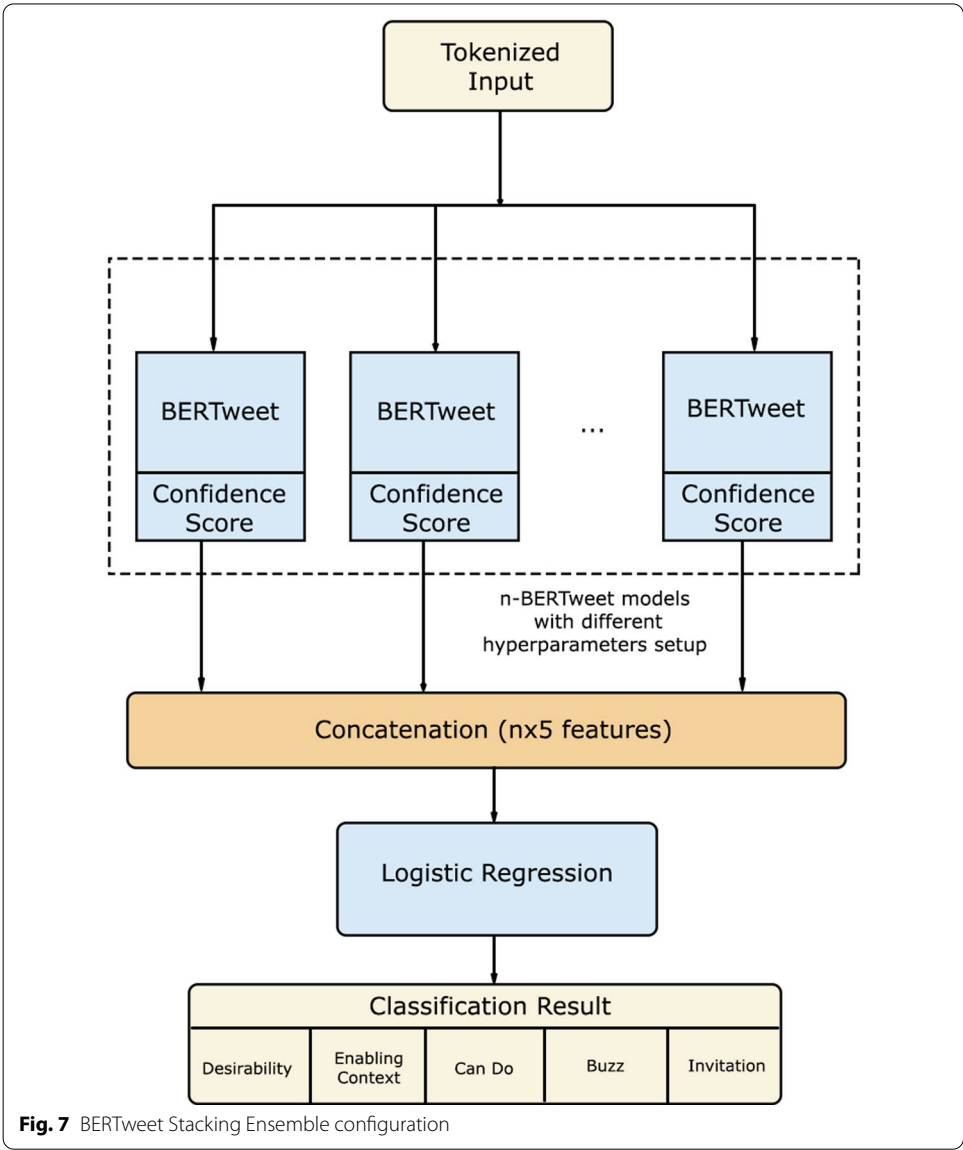 Tokenized
Input
BERTweet
BERTweet
BERTweet
...
Confidence
Score
Confidence
Score
Confidence
Score
n-BERTweet models
with different
hyperparameters setup
Concatenation (nx5 features)
Logistic Regression
Classification Result
Desirability
Enabling
Context
Can Do
Buzz
Invitation
Fig. 7 BERTweet Stacking Ensemble configuration